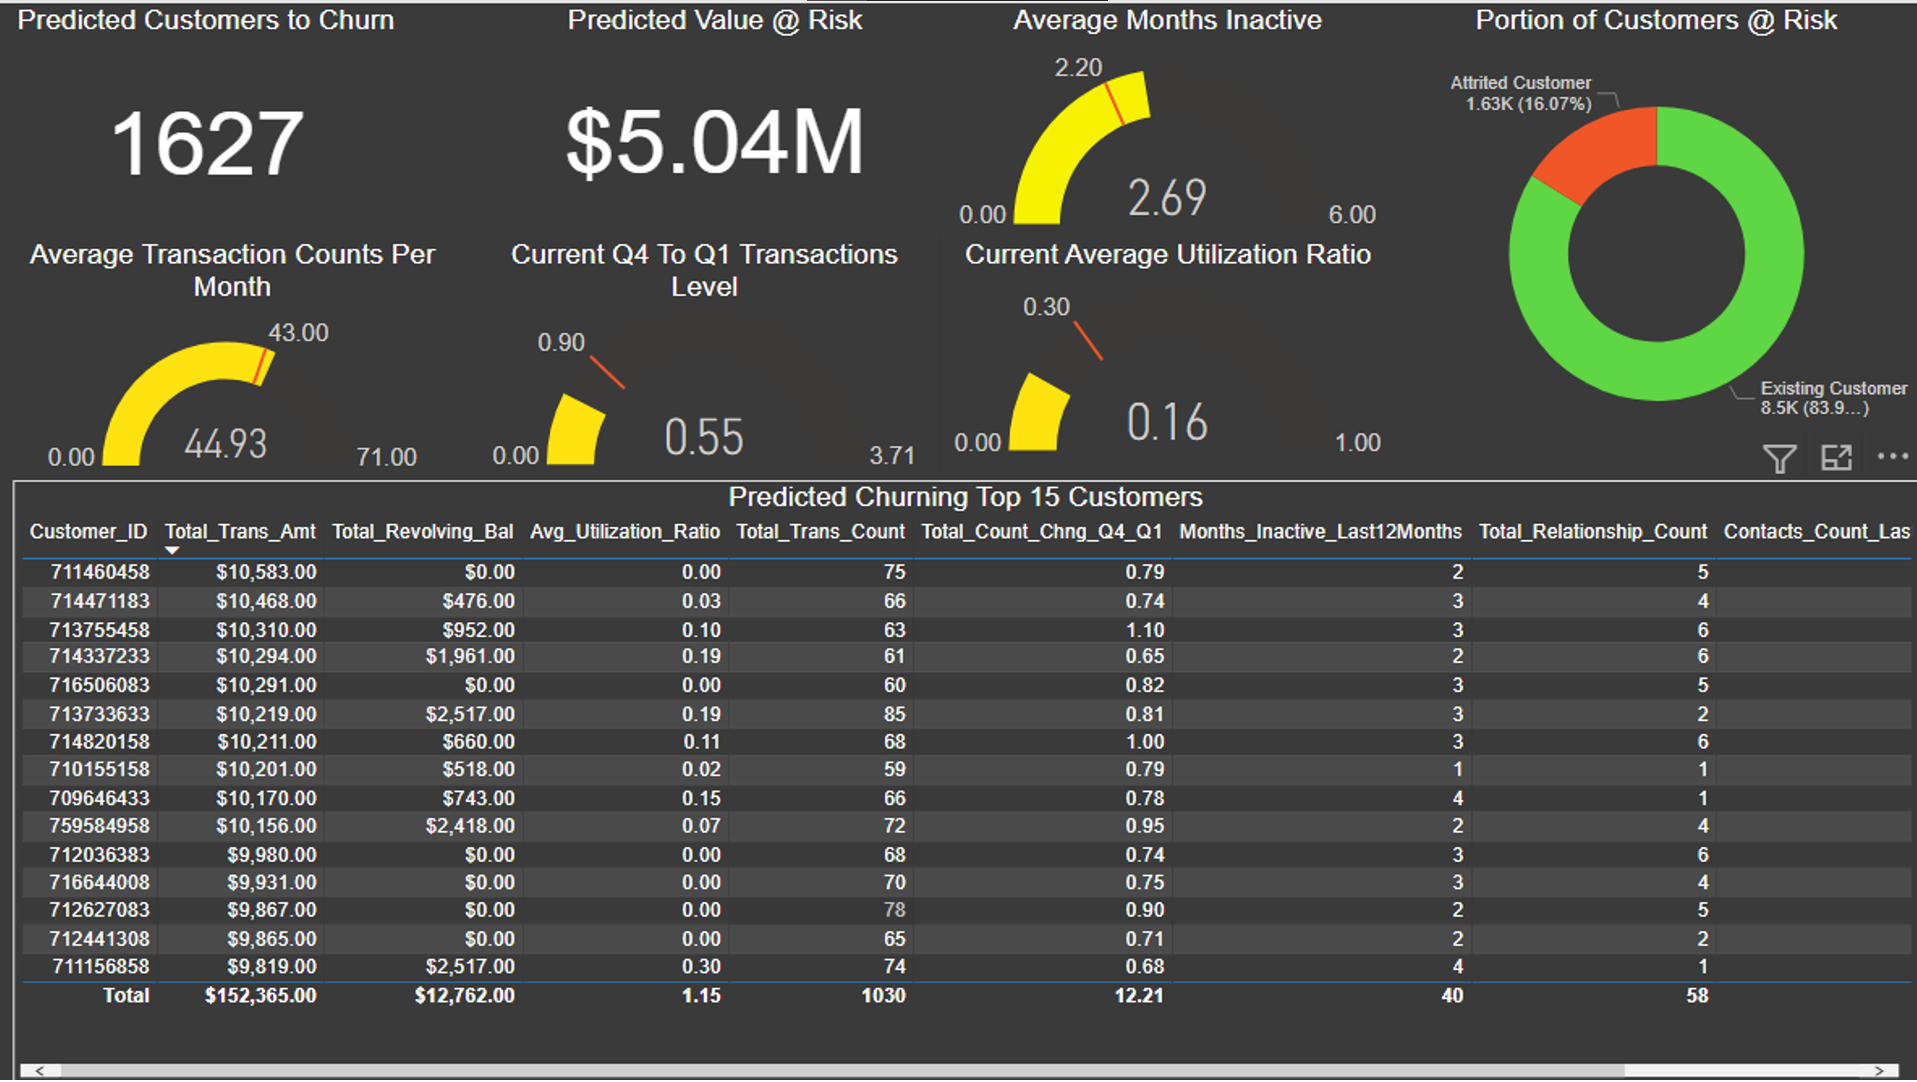 Predicted Customers to Churn
1627
Predicted Value @ Risk
$5.04M
Average Months Inactive
2.20
0.00
2.69
6.00
Portion of Customers @ Risk
Attrited Customer
1.63K (16.07%)
Existing Customer
8.5K (83.9...)
Average Transaction Counts Per
Month
43.00
0.00
44.93
71.00
Current Q4 To Q1 Transactions
Level
0.90
0.00
0.55
3.71
Current Average Utilization Ratio
0.30
0.00
0.16
1.00
Predicted Churning Top 15 Customers
Customer_ID Total_Trans_Amt Total_Revolving_Bal Avg_Utilization_Ratio Total_Trans_Count Total_Count_Chng_Q4_Q1 Months_Inactive_Last12Months Total_Relationship_Count Contacts_Count_Las
711460458 $10,583.00 $0.00 0.00 75 0.79 2 5
714471183 $10,468.00 $476.00 0.03 66 0.74 3 4
713755458 $10,310.00 $952.00 0.10 63 1.10 3 6
714337233 $10,294.00 $1,961.00 0.19 61 0.65 2 6
716506083 $10,291.00 $0.00 0.00 60 0.82 3 5
713733633 $10,219.00 $2,517.00 0.19 85 0.81 3 2
714820158 $10,211.00 $660.00 0.11 68 1.00 3 6
710155158 $10,201.00 $518.00 0.02 59 0.79 1 1
709646433 $10,170.00 $743.00 0.15 66 0.78 4 1
759584958 $10,156.00 $2,418.00 0.07 72 0.95 2 4
712036383 $9,980.00 $0.00 0.00 68 0.74 3 6
716644008 $9,931.00 $0.00 0.00 70 0.75 3 4
712627083 $9,867.00 $0.00 0.00 78 0.90 2 5
712441308 $9,865.00 $0.00 0.00 65 0.71 2 2
711156858 $9,819.00 $2,517.00 0.30 74 0.68 4 1
Total $152,365.00 $12,762.00 1.15 1030 12.21 40 58